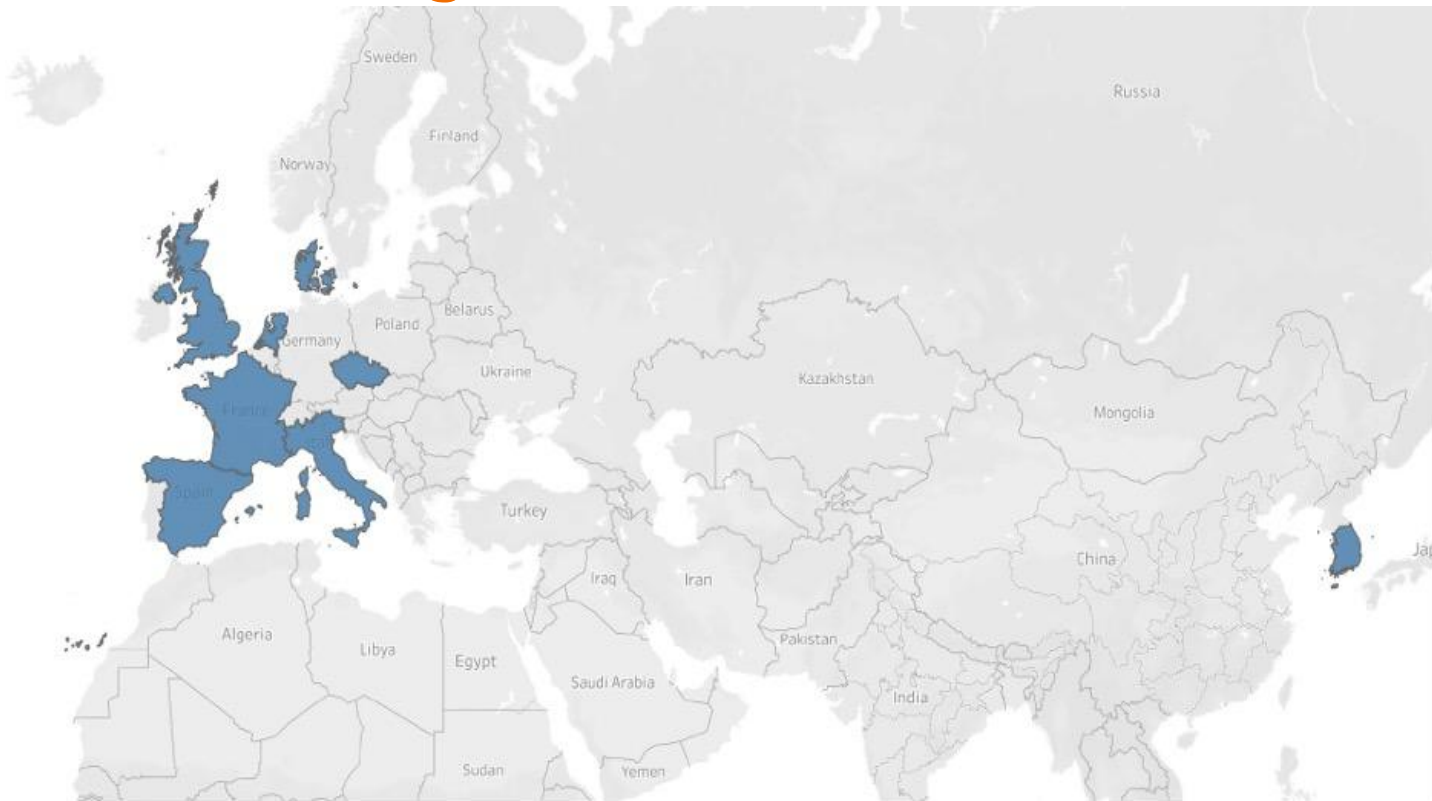 Sweden
Russia
Finland
Norway
Belarus
Poland
Germany
Ukraine
Kazakhstan
France
Mongolia
Spain
Turkey
China
Jap
Iraq
Iran
Algeria
Pakistan
Libya
Egypt
Saudi Arabia
India
Sudan
Yemen